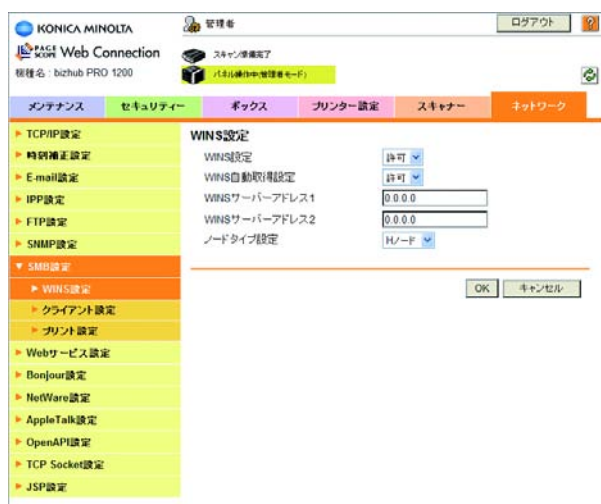 KONICA MINOLTA
管理者
ログアウト
?
PAGE SCOPE Web Connection
スキャン準備完了
機種名 : bizhub PRO 1200
パネル操作中(管理者モード)
メンテナンス
セキュリティー
ボックス
プリンター設定
スキャナー
ネットワーク
TCP/IP設定
時刻補正設定
E-mail設定
IPP設定
FTP設定
SNMP設定
SMB設定
WINS設定
クライアント設定
プリント設定
Webサービス設定
Bonjour設定
NetWare設定
AppleTalk設定
OpenAPI設定
TCP Socket設定
JSP設定
WINS設定
WINS設定 許可
WINS自動取得設定 許可
WINSサーバーアドレス1 0.0.0.0
WINSサーバーアドレス2 0.0.0.0
ノードタイプ設定 Hノード
OK キャンセル